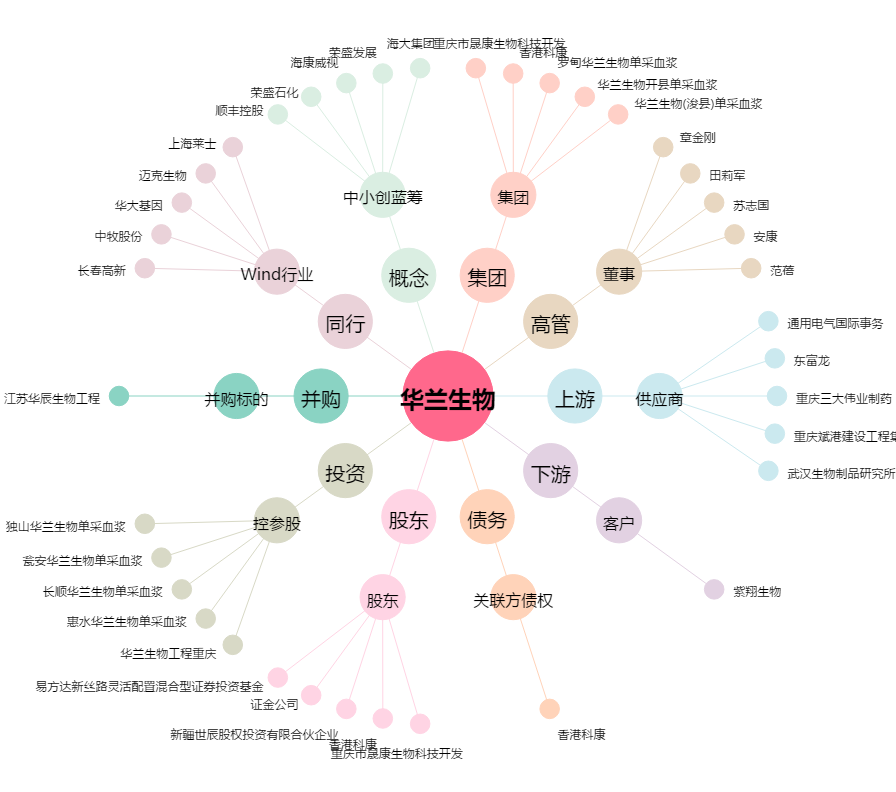 海大集团
重庆市晟康生物科技开发
荣盛发展
香港科康
海康威视
罗甸华兰生物单采血浆
荣盛石化
华兰生物开县单采血浆
顺丰控股
华兰生物(浚县)单采血浆
上海莱士
章金刚
迈克生物
田莉军
中小创蓝筹
集团
华大基因
苏志国
中牧股份
安康
长春高新
Wind行业
概念
集团
董事
范蓓
同行
高管
通用电气国际事务
东富龙
江苏华辰生物工程
并购标的
并购
华兰生物
上游
供应商
重庆三大伟业制药
重庆斌港建设工程集
投资
下游
武汉生物制品研究所
独山华兰生物单采血浆
控参股
股东
债务
客户
瓮安华兰生物单采血浆
长顺华兰生物单采血浆
紫翔生物
股东
关联方债权
惠水华兰生物单采血浆
华兰生物工程重庆
易方达新丝路灵活配置混合型证券投资基金
证金公司
新疆世辰股权投资有限合伙企业
香港科康
香港科康
重庆市晟康生物科技开发